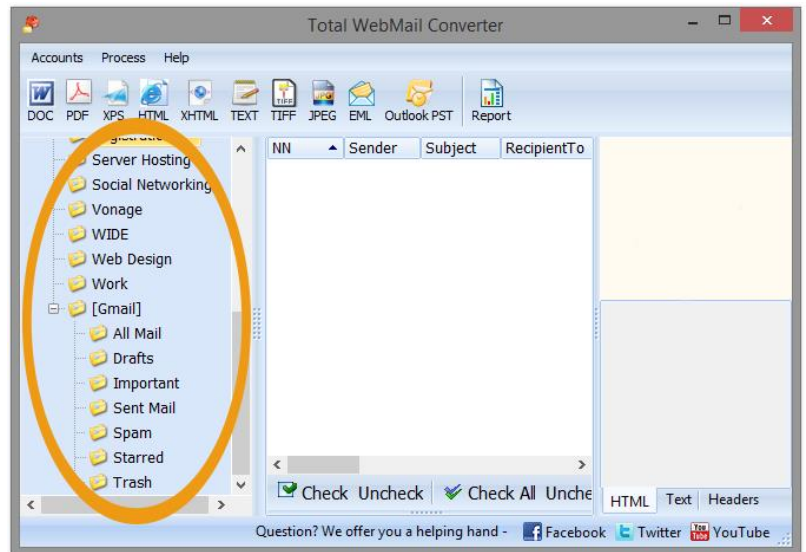 Total WebMail Converter
Accounts Process Help
W TIFF JPG
DOC PDF XPS HTML XHTML TEXT TIFF JPEG EML Outlook PST Report
Server Hosting
Social Networking
Vonage
WIDE
Web Design
Work
[Gmail]
All Mail
Drafts
Important
Sent Mail
Spam
Starred
Trash
NN Sender Subject RecipientTo
Check Uncheck Check All Unche
HTML Text Headers
Question? We offer you a helping hand - Facebook Twitter YouTube